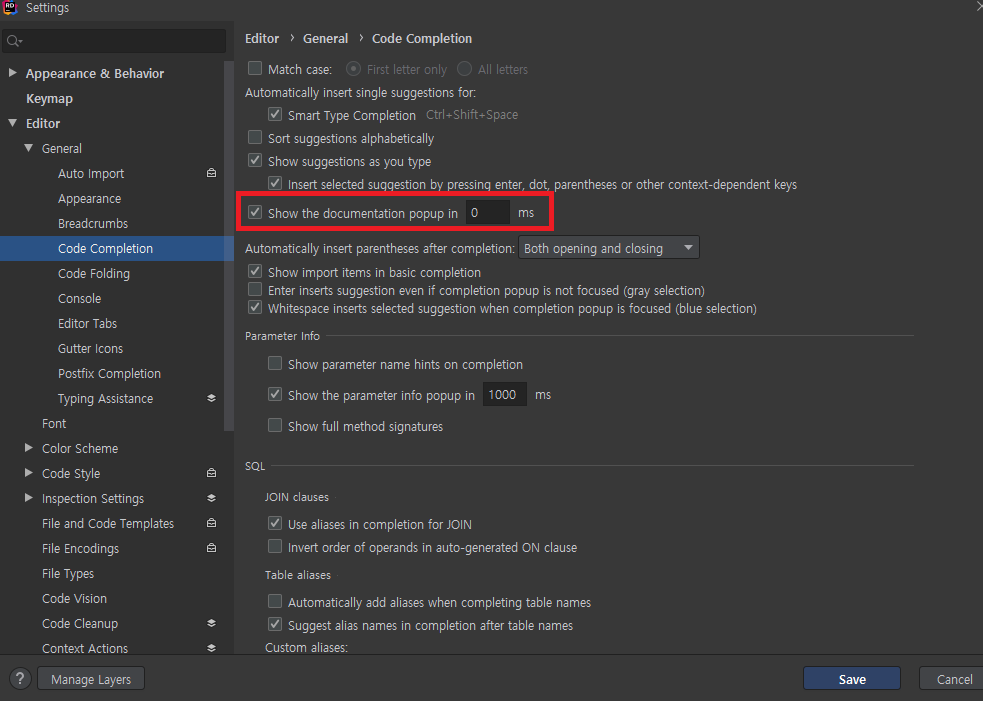 RD
Settings
Editor › General › Code Completion
Match case: First letter only All letters
Automatically insert single suggestions for:
Smart Type Completion Ctrl+Shift+Space
Sort suggestions alphabetically
Show suggestions as you type
Insert selected suggestion by pressing enter, dot, parentheses or other context-dependent keys
Show the documentation popup in 0 ms
Automatically insert parentheses after completion: Both opening and closing
Show import items in basic completion
Enter inserts suggestion even if completion popup is not focused (gray selection)
Whitespace inserts selected suggestion when completion popup is focused (blue selection)
Parameter Info
Show parameter name hints on completion
Show the parameter info popup in 1000 ms
Show full method signatures
SQL
JOIN clauses
Use aliases in completion for JOIN
Invert order of operands in auto-generated ON clause
Table aliases
Automatically add aliases when completing table names
Suggest alias names in completion after table names
Custom aliases:
Appearance & Behavior
Keymap
Editor
General
Auto Import
Appearance
Breadcrumbs
Code Completion
Code Folding
Console
Editor Tabs
Gutter Icons
Postfix Completion
Typing Assistance
Font
Color Scheme
Code Style
Inspection Settings
File and Code Templates
File Encodings
File Types
Code Vision
Code Cleanup
Context Actions
? Manage Layers
Save
Cancel